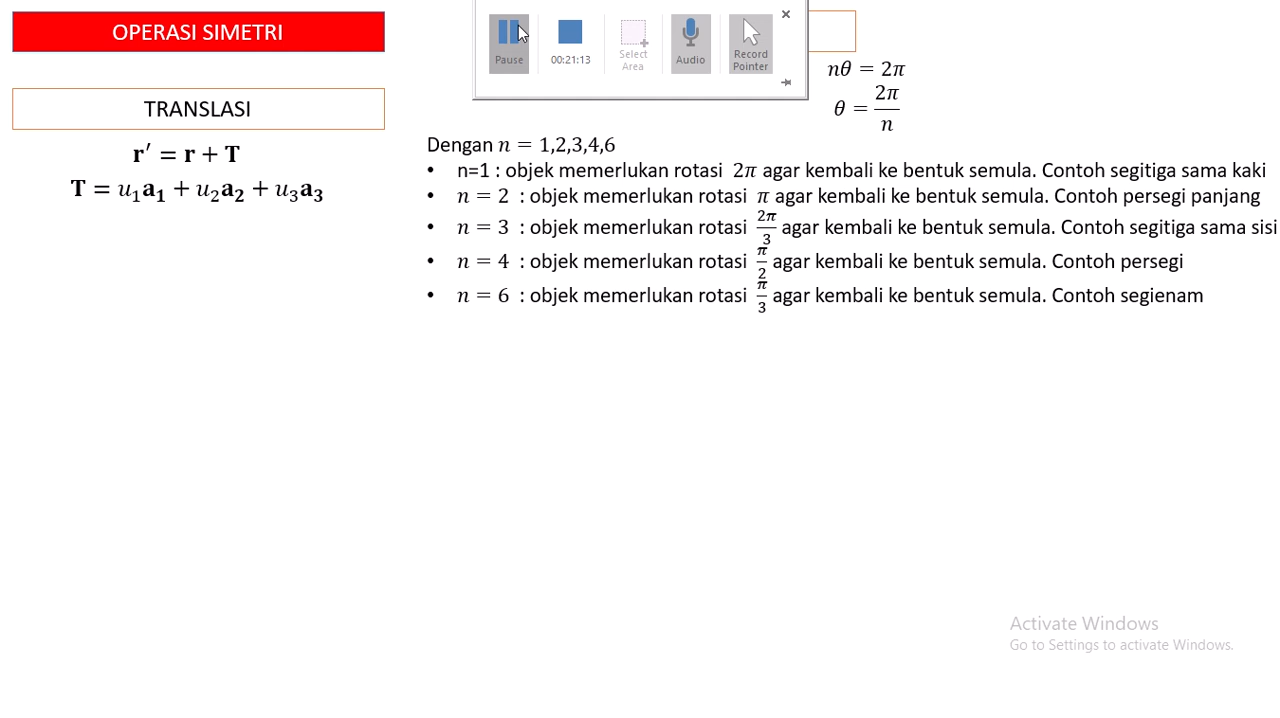 OPERASI SIMETRI
TRANSLASI
r′ = r + T
T = u₁a₁ + u₂a₂ + u₃a₃
Pause
00:21:13
Select Area
Audio
Record Pointer
nθ = 2π
θ = 2π/n
Dengan n = 1,2,3,4,6
• n=1 : objek memerlukan rotasi 2π agar kembali ke bentuk semula. Contoh segitiga sama kaki
• n = 2 : objek memerlukan rotasi π agar kembali ke bentuk semula. Contoh persegi panjang
• n = 3 : objek memerlukan rotasi 2π/3 agar kembali ke bentuk semula. Contoh segitiga sama sisi
• n = 4 : objek memerlukan rotasi π/2 agar kembali ke bentuk semula. Contoh persegi
• n = 6 : objek memerlukan rotasi π/3 agar kembali ke bentuk semula. Contoh segienam
Activate Windows
Go to Settings to activate Windows.